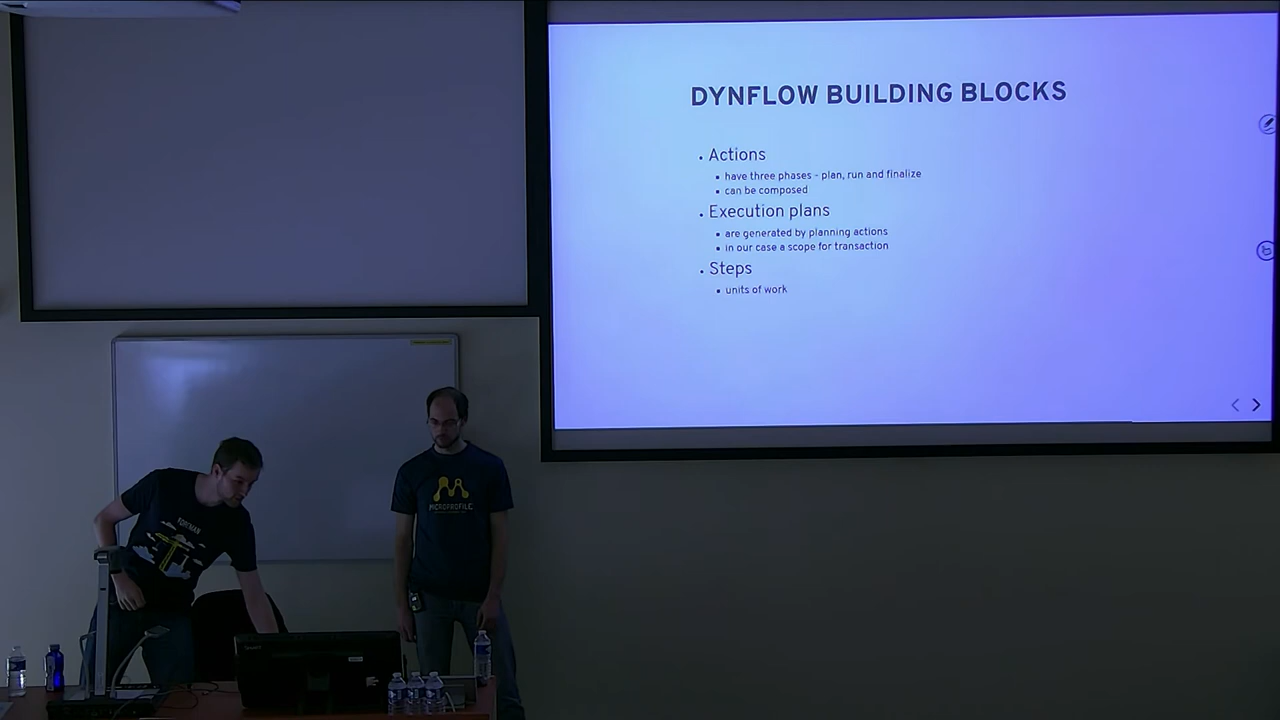 DYNFLOW BUILDING BLOCKS
Actions
have three phases - plan, run and finalize
can be composed
Execution plans
are generated by planning actions
in our case a scope for transaction
Steps
units of work
FOREMAN
MICROPROFILE